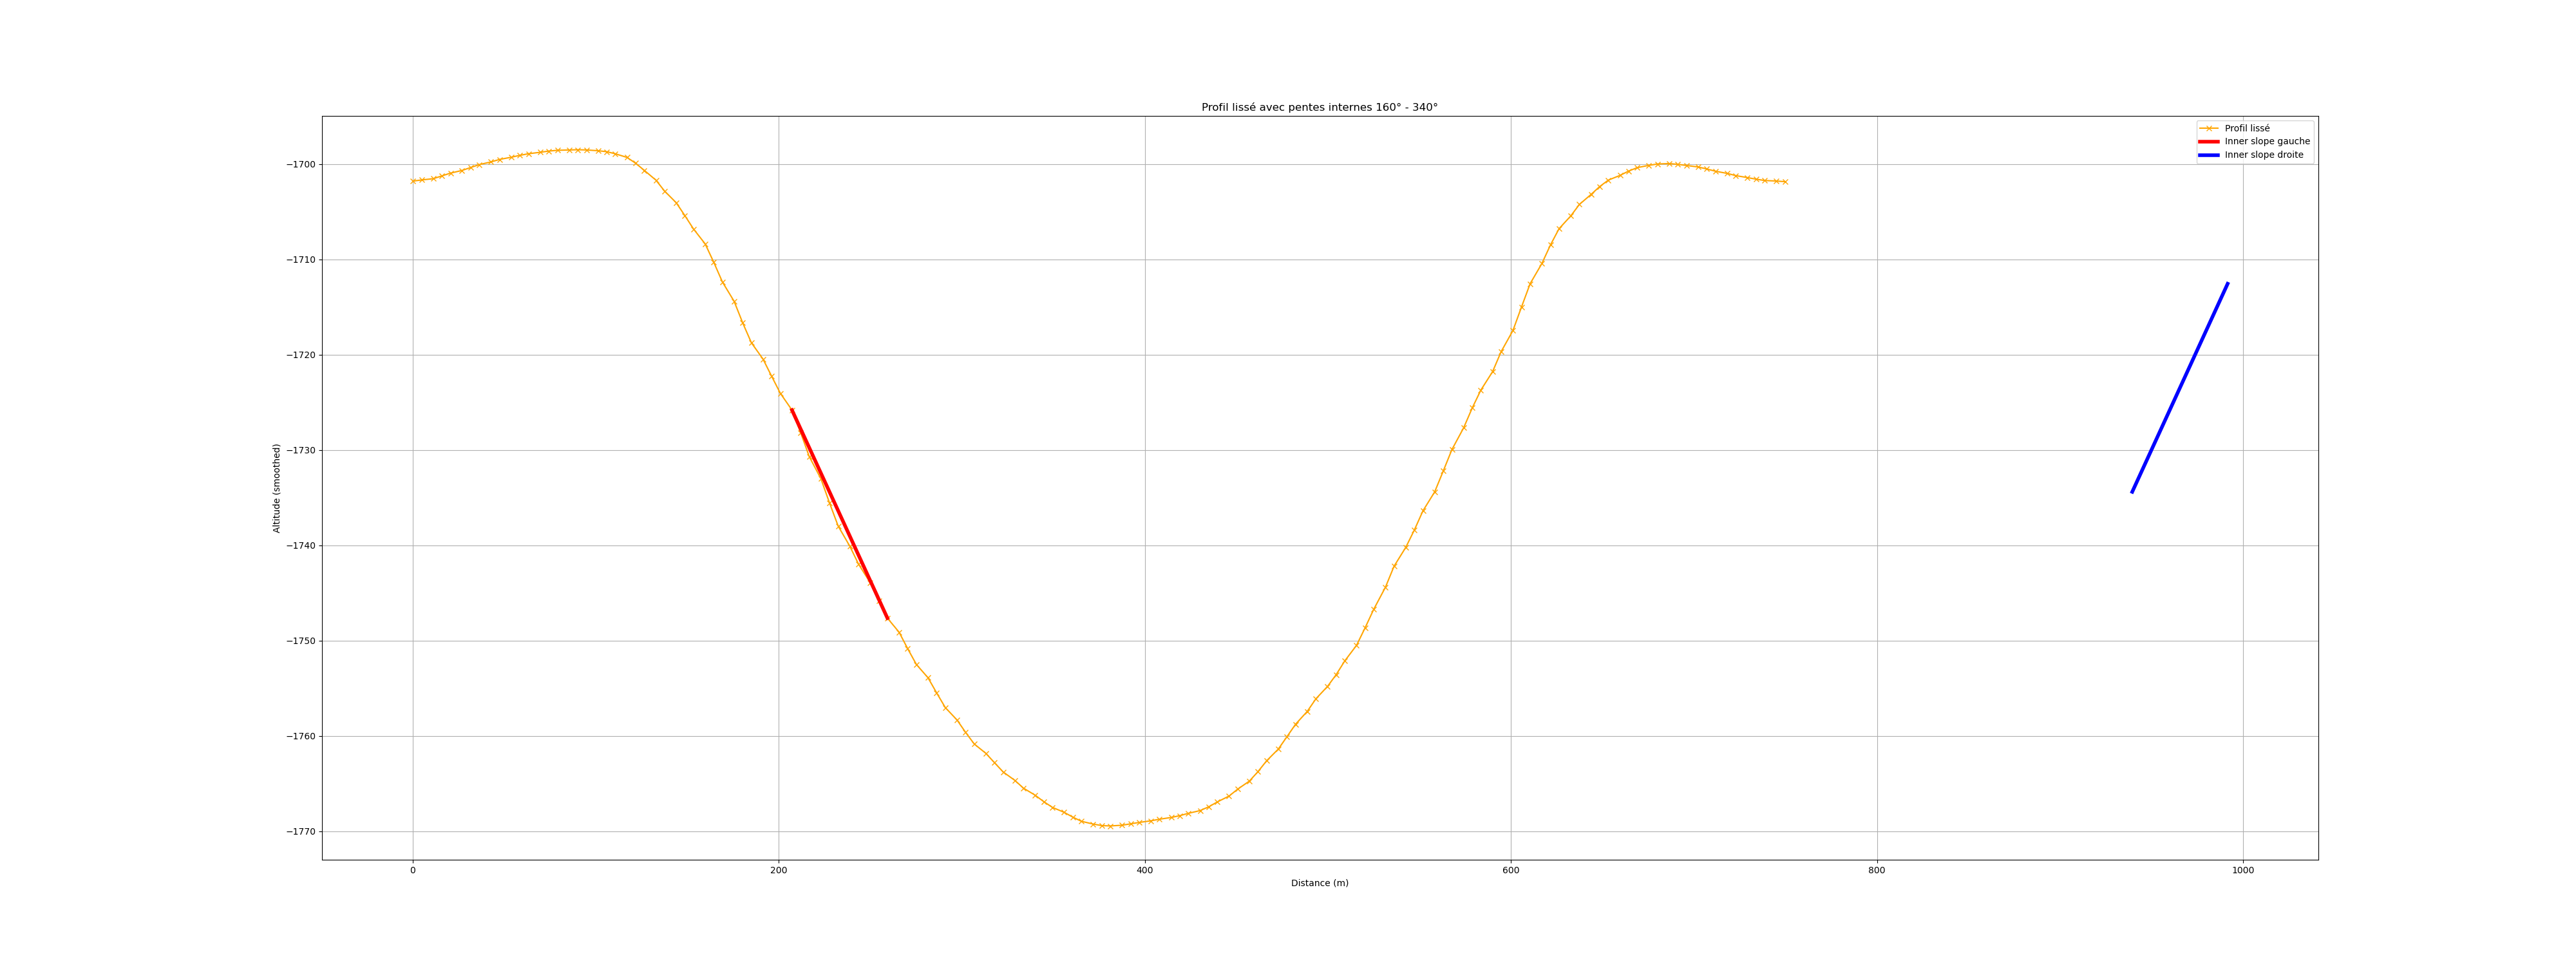 Profil lissé avec pentes internes 160° - 340°
Profil lissé
Inner slope gauche
Inner slope droite
−1700
−1710
−1720
−1730
−1740
−1750
−1760
−1770
Altitude (smoothed)
0 200 400 600 800 1000
Distance (m)